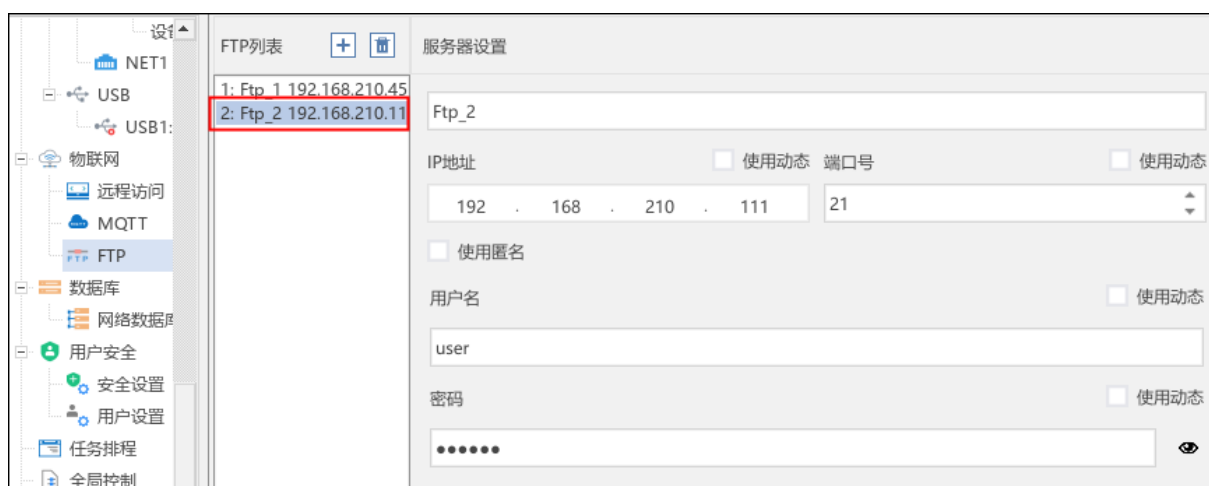 设
NET1
USB
USB1:
物联网
远程访问
MQTT
FTP
数据库
网络数据库
用户安全
安全设置
用户设置
任务排程
全局控制
FTP列表
1: Ftp_1 192.168.210.45
2: Ftp_2 192.168.210.11
服务器设置
Ftp_2
IP地址 使用动态 端口号 使用动态
192 . 168 . 210 . 111 21
使用匿名
用户名 使用动态
user
密码 使用动态
●●●●●●